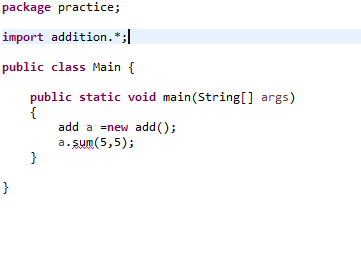 package practice;
import addition.*;
public class Main {
public static void main(String[] args)
{
add a =new add();
a.sum(5,5);
}
}